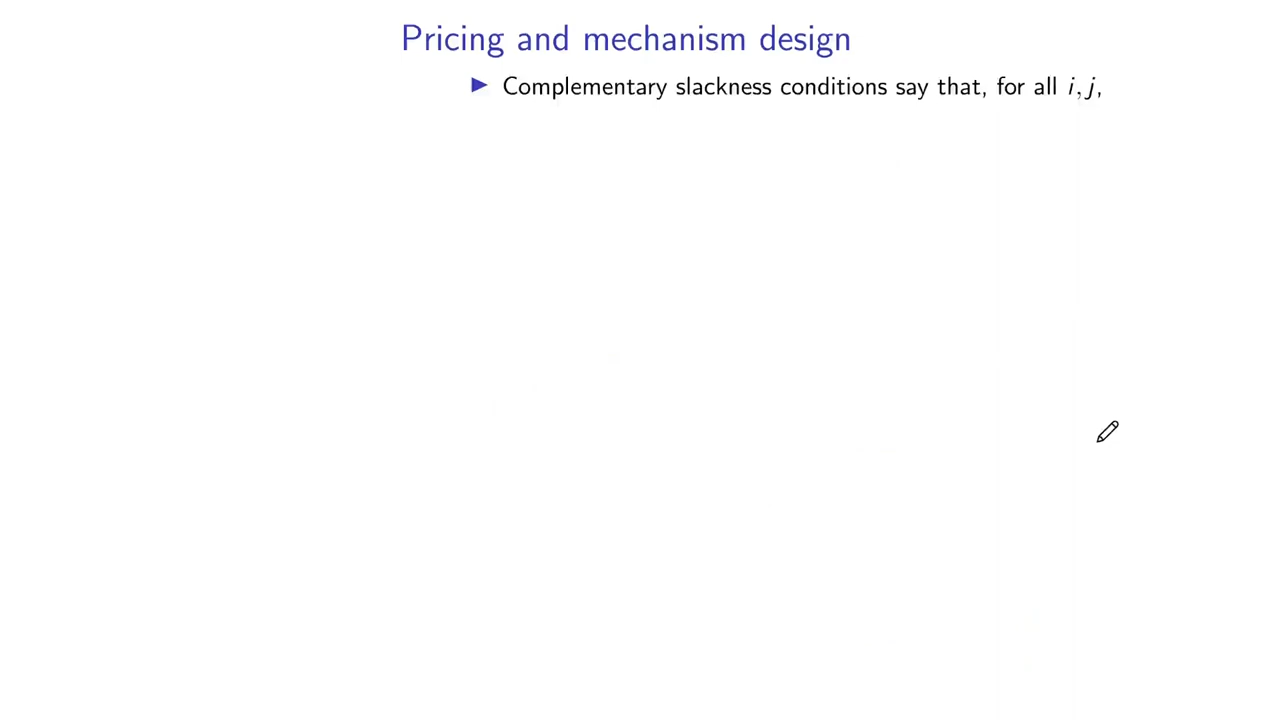 Pricing and mechanism design
▶ Complementary slackness conditions say that, for all i, j,